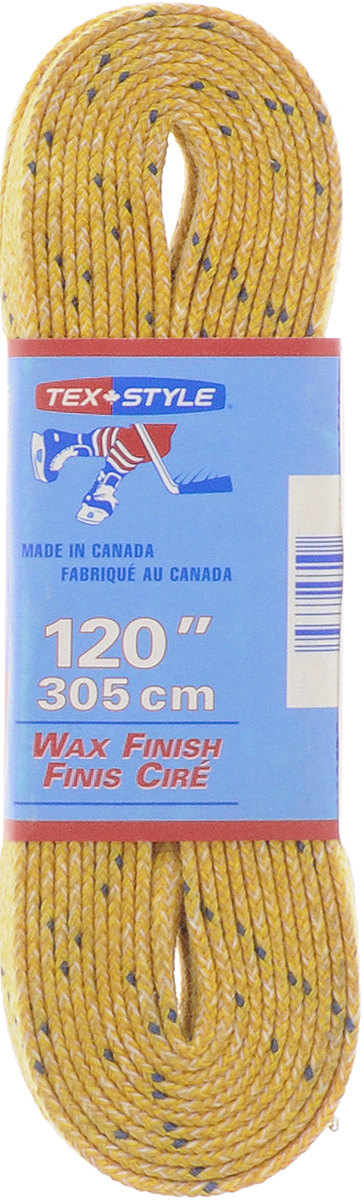 TEX STYLE
MADE IN CANADA
FABRIQUÉ AU CANADA
120"
305 cm
WAX FINISH
FINIS CIRÉ